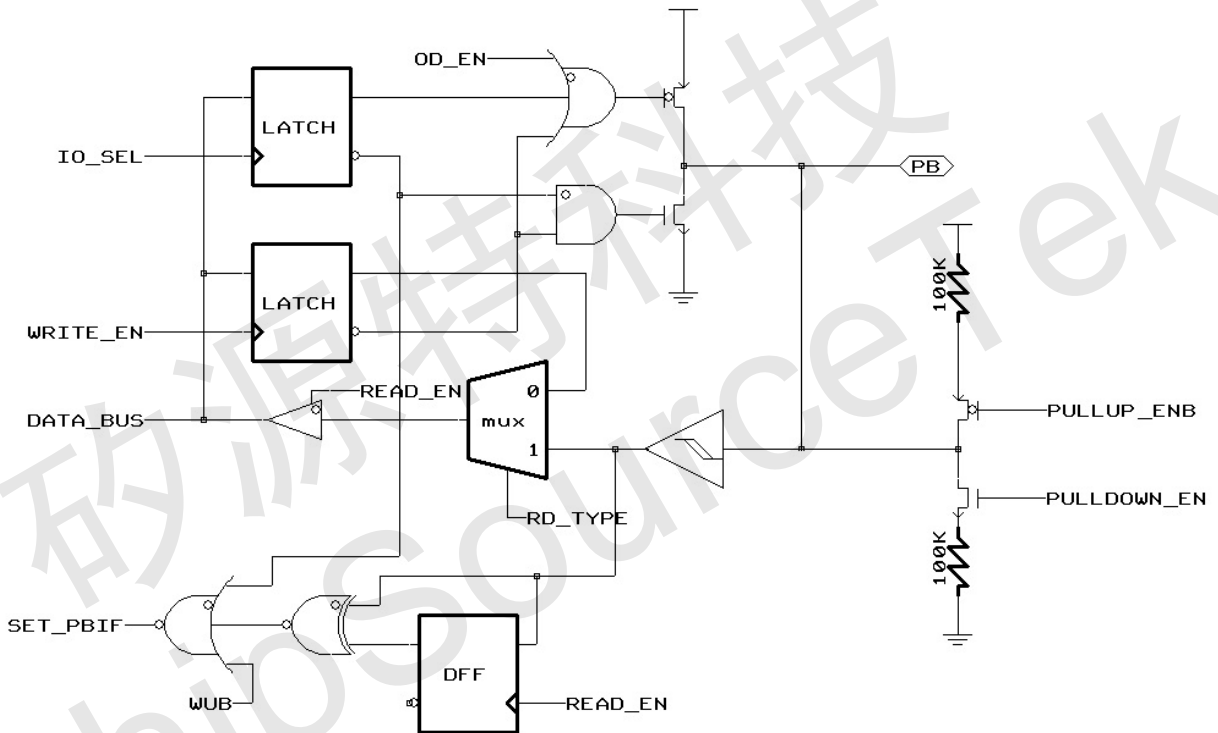 OD_EN
LATCH
IO_SEL
PB
LATCH
WRITE_EN
100K
READ_EN
0
DATA_BUS
mux
PULLUP_ENB
1
PULLDOWN_EN
RD_TYPE
100K
SET_PBIF
DFF
WUB
READ_EN
矽源特科技
ChipSourceTek